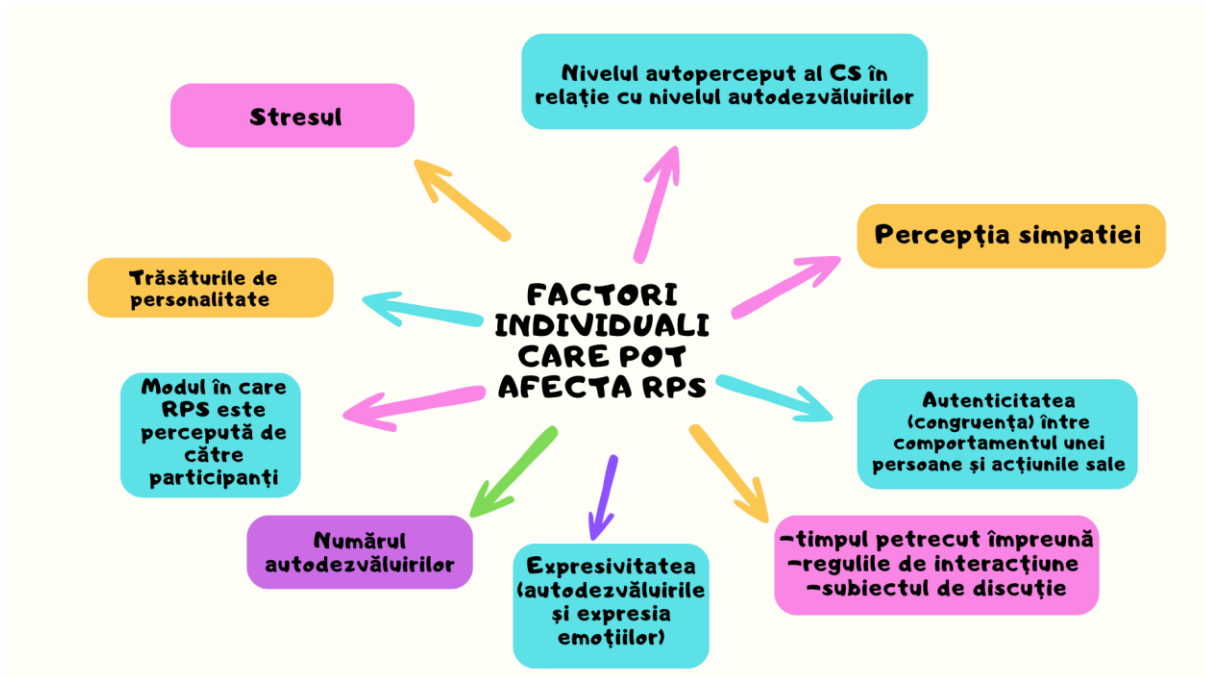 Nivelul autoperceput al CS în
relație cu nivelul autodezvăluirilor
Stresul
Percepția simpatiei
Trăsăturile de
personalitate
FACTORI
INDIVIDUALI
CARE POT
AFECTA RPS
Modul în care
RPS este
percepută de
către
participanți
Autenticitatea
(congruența) între
comportamentul unei
persoane și acțiunile sale
Numărul
autodezvăluirilor
Expresivitatea
(autodezvăluirile
și expresia
emoțiilor)
-timpul petrecut împreună
-regulile de interacțiune
-subiectul de discuție